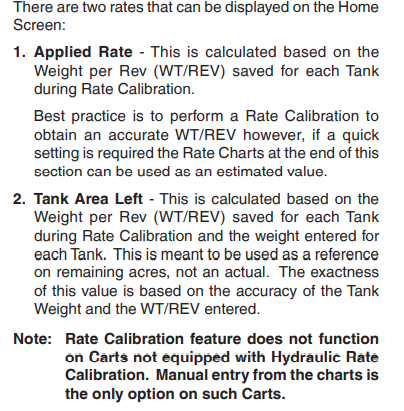 There are two rates that can be displayed on the Home
Screen:
1. Applied Rate - This is calculated based on the
Weight per Rev (WT/REV) saved for each Tank
during Rate Calibration.
Best practice is to perform a Rate Calibration to
obtain an accurate WT/REV however, if a quick
setting is required the Rate Charts at the end of this
section can be used as an estimated value.
2. Tank Area Left - This is calculated based on the
Weight per Rev (WT/REV) saved for each Tank
during Rate Calibration and the weight entered for
each Tank. This is meant to be used as a reference
on remaining acres, not an actual. The exactness
of this value is based on the accuracy of the Tank
Weight and the WT/REV entered.
Note: Rate Calibration feature does not function
on Carts not equipped with Hydraulic Rate
Calibration. Manual entry from the charts is
the only option on such Carts.